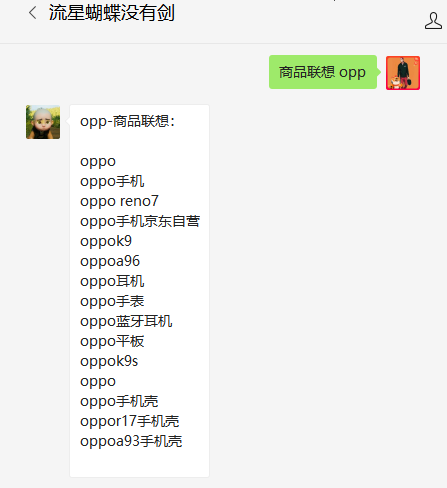 流星蝴蝶没有剑
商品联想 opp
opp-商品联想：
oppo
oppo手机
oppo reno7
oppo手机京东自营
oppok9
oppoa96
oppo耳机
oppo手表
oppo蓝牙耳机
oppo平板
oppok9s
oppo
oppo手机壳
oppor17手机壳
oppoa93手机壳